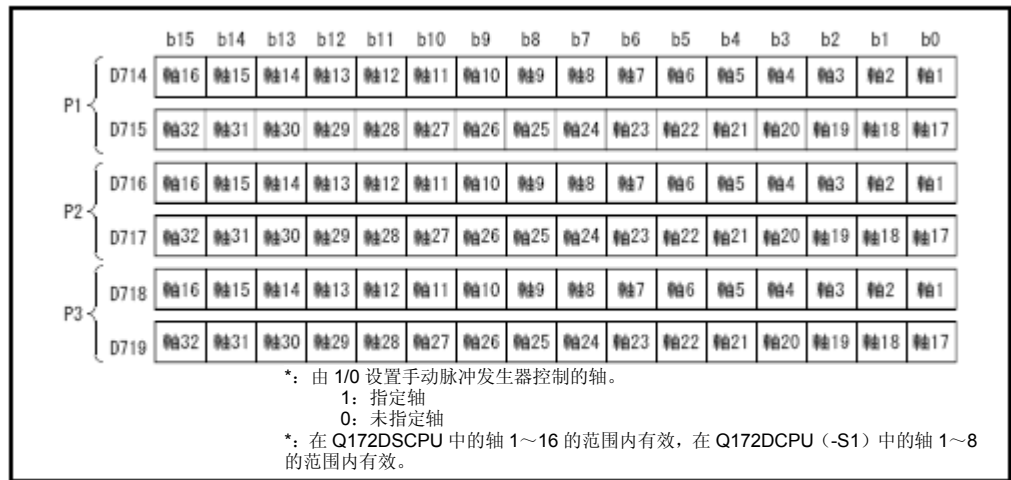 b15 b14 b13 b12 b11 b10 b9 b8 b7 b6 b5 b4 b3 b2 b1 b0
D714 軸16 軸15 軸14 軸13 軸12 軸11 軸10 軸9 軸8 軸7 軸6 軸5 軸4 軸3 軸2 軸1
P1
D715 軸32 軸31 軸30 軸29 軸28 軸27 軸26 軸25 軸24 軸23 軸22 軸21 軸20 軸19 軸18 軸17
D716 軸16 軸15 軸14 軸13 軸12 軸11 軸10 軸9 軸8 軸7 軸6 軸5 軸4 軸3 軸2 軸1
P2
D717 軸32 軸31 軸30 軸29 軸28 軸27 軸26 軸25 軸24 軸23 軸22 軸21 軸20 軸19 軸18 軸17
D718 軸16 軸15 軸14 軸13 軸12 軸11 軸10 軸9 軸8 軸7 軸6 軸5 軸4 軸3 軸2 軸1
P3
D719 軸32 軸31 軸30 軸29 軸28 軸27 軸26 軸25 軸24 軸23 軸22 軸21 軸20 軸19 軸18 軸17
*：由 1/0 设置手动脉冲发生器控制的轴。
1：指定轴
0：未指定轴
*：在 Q172DSCPU 中的轴 1～16 的范围内有效，在 Q172DCPU（-S1）中的轴 1～8
的范围内有效。